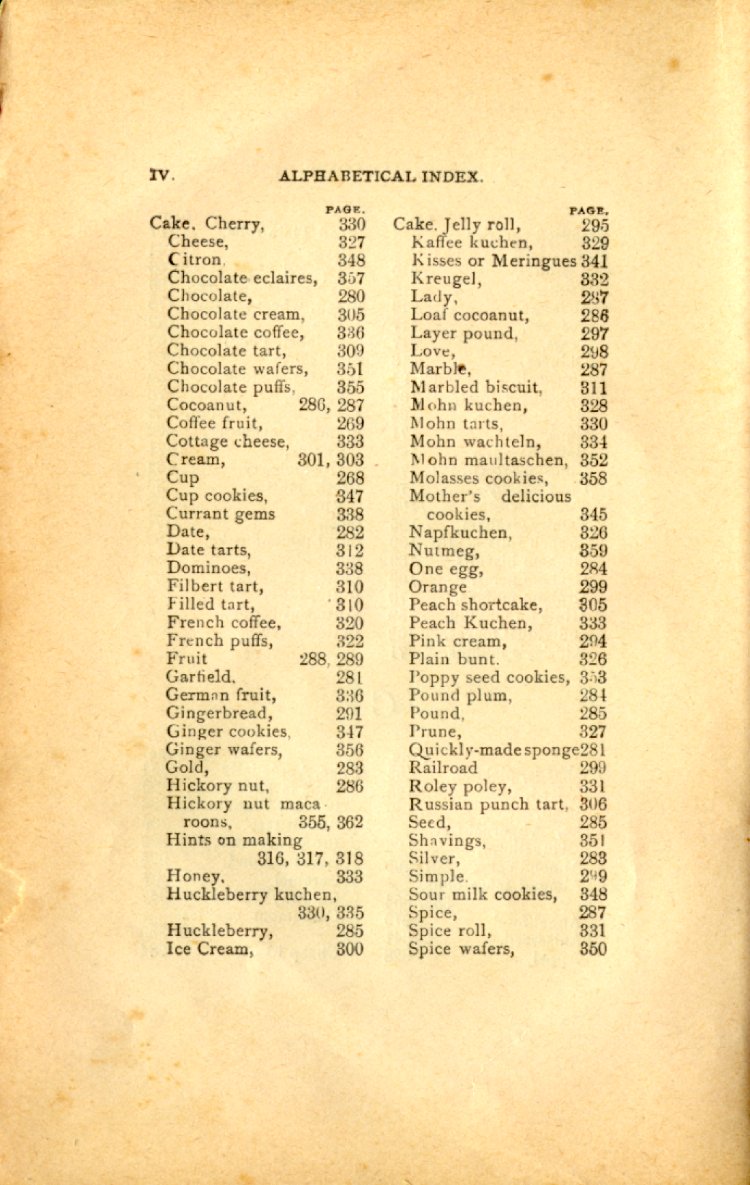 IV. ALPHABETICAL INDEX.
PAGE.
Cake, Cherry, 330
Cheese, 327
Citron, 348
Chocolate eclaires, 357
Chocolate, 280
Chocolate cream, 305
Chocolate coffee, 336
Chocolate tart, 309
Chocolate wafers, 351
Chocolate puffs, 355
Cocoanut, 286, 287
Coffee fruit, 269
Cottage cheese, 333
Cream, 301, 303
Cup 268
Cup cookies, 347
Currant gems 338
Date, 282
Date tarts, 312
Dominoes, 338
Filbert tart, 310
Filled tart, 310
French coffee, 320
French puffs, 322
Fruit 288, 289
Garfield, 281
German fruit, 336
Gingerbread, 291
Ginger cookies, 347
Ginger wafers, 356
Gold, 283
Hickory nut, 286
Hickory nut maca-
roons, 355, 362
Hints on making
316, 317, 318
Honey, 333
Huckleberry kuchen,
330, 335
Huckleberry, 285
Ice Cream, 300
PAGE.
Cake, Jelly roll, 295
Kaffee kuchen, 329
Kisses or Meringues 341
Kreugel, 332
Lady, 287
Loaf cocoanut, 286
Layer pound, 297
Love, 298
Marble, 287
Marbled biscuit, 311
Mohn kuchen, 328
Mohn tarts, 330
Mohn wachteln, 334
Mohn maultaschen, 352
Molasses cookies, 358
Mother's delicious
cookies, 345
Napfkuchen, 326
Nutmeg, 359
One egg, 284
Orange 299
Peach shortcake, 305
Peach Kuchen, 333
Pink cream, 294
Plain bunt. 326
Poppy seed cookies, 353
Pound plum, 284
Pound, 285
Prune, 327
Quickly-made sponge 281
Railroad 299
Roley poley, 331
Russian punch tart, 306
Seed, 285
Shavings, 351
Silver, 283
Simple. 299
Sour milk cookies, 348
Spice, 287
Spice roll, 331
Spice wafers, 350